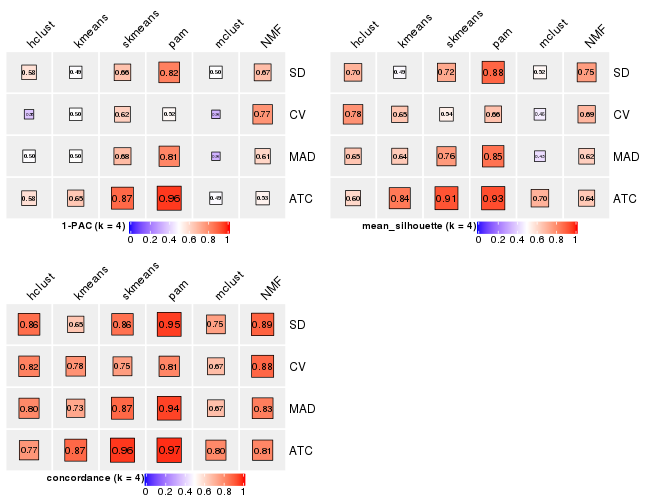 hclust kmeans skmeans pam mclust NMF
0.58 0.49 0.66 0.82 0.50 0.67 SD
0.50 0.62 0.52 0.77 CV
0.50 0.50 0.68 0.81 0.61 MAD
0.58 0.65 0.87 0.96 0.49 0.53 ATC
1-PAC (k = 4)
0 0.2 0.4 0.6 0.8 1
hclust kmeans skmeans pam mclust NMF
0.70 0.49 0.72 0.88 0.52 0.75 SD
0.78 0.65 0.54 0.66 0.69 CV
0.65 0.64 0.76 0.85 0.62 MAD
0.60 0.84 0.91 0.93 0.70 0.64 ATC
mean_silhouette (k = 4)
0 0.2 0.4 0.6 0.8 1
hclust kmeans skmeans pam mclust NMF
0.86 0.65 0.86 0.95 0.75 0.89 SD
0.82 0.78 0.75 0.81 0.67 0.88 CV
0.80 0.73 0.87 0.94 0.67 0.83 MAD
0.77 0.87 0.96 0.97 0.80 0.81 ATC
concordance (k = 4)
0 0.2 0.4 0.6 0.8 1